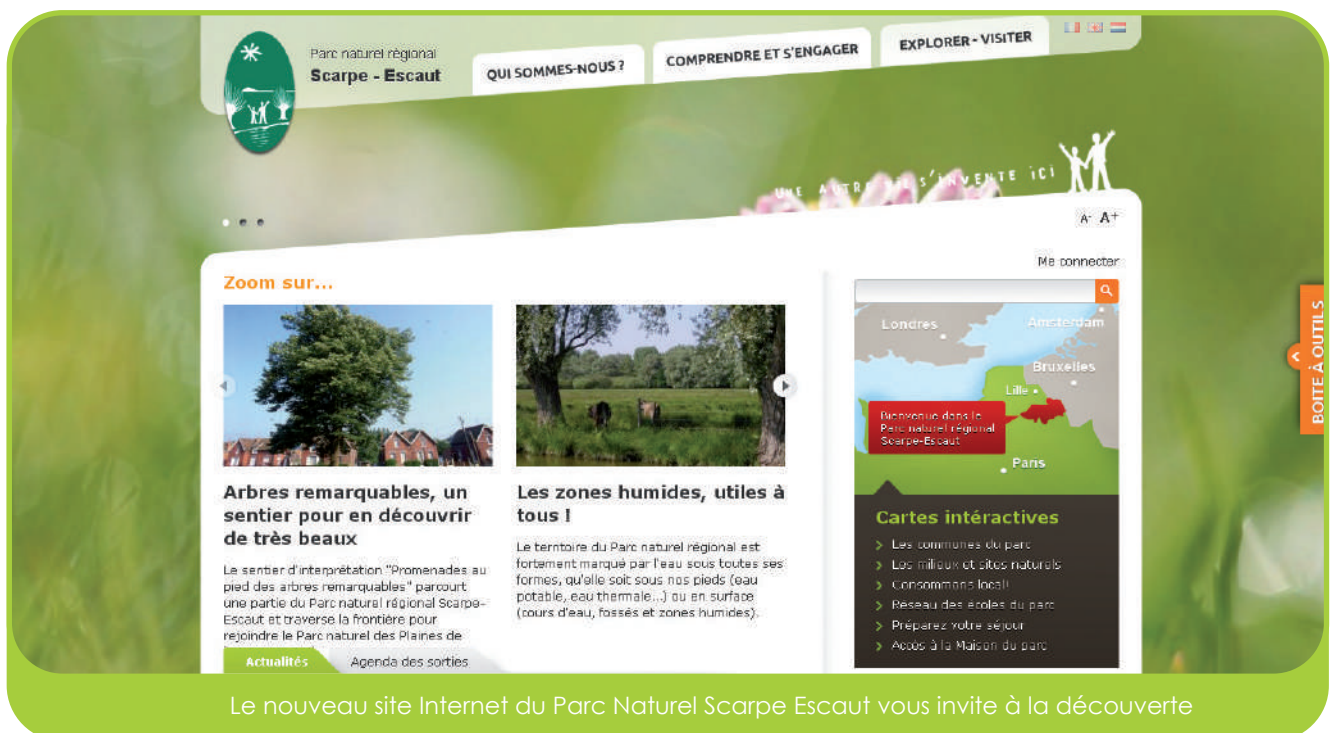 Parc naturel régional
Scarpe - Escaut
QUI SOMMES-NOUS ?
COMPRENDRE ET S'ENGAGER
EXPLORER - VISITER
UNE AUTRE S'INVENTE ICI
A- A+
Me connecter
Zoom sur...
Londres
Amsterdam
Bruxelles
Lille
Bienvenue dans le
Parc naturel régional
Scarpe-Escaut
Paris
BOITE À OUTILS
Arbres remarquables, un
sentier pour en découvrir
de très beaux
Le sentier d'interprétation "Promenades au
pied des arbres remarquables" parcourt
une partie du Parc naturel régional Scarpe-
Escaut et traverse la frontière pour
rejoindre le Parc naturel des Plaines de
Les zones humides, utiles à
tous !
Le territoire du Parc naturel régional est
fortement marqué par l'eau sous toutes ses
formes, qu'elle soit sous nos pieds (eau
potable, eau thermale...) ou en surface
(cours d'eau, fossés et zones humides).
Cartes intéractives
Les communes du parc
Les milieux et sites naturels
Consommons local!
Réseau des écoles du parc
Préparez votre séjour
Accès à la Maison du parc
Actualités
Agenda des sorties
Le nouveau site Internet du Parc Naturel Scarpe Escaut vous invite à la découverte